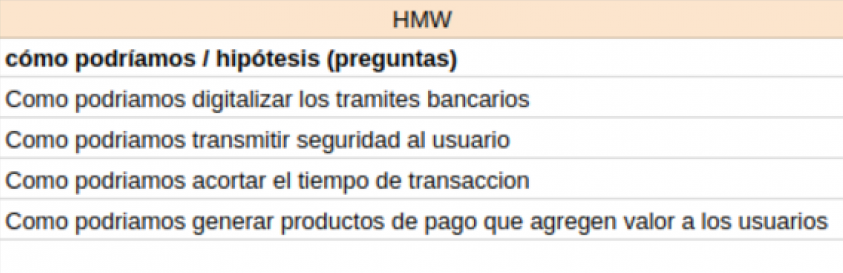 HMW
cómo podríamos / hipótesis (preguntas)
Como podriamos digitalizar los tramites bancarios
Como podriamos transmitir seguridad al usuario
Como podriamos acortar el tiempo de transaccion
Como podriamos generar productos de pago que agregen valor a los usuarios